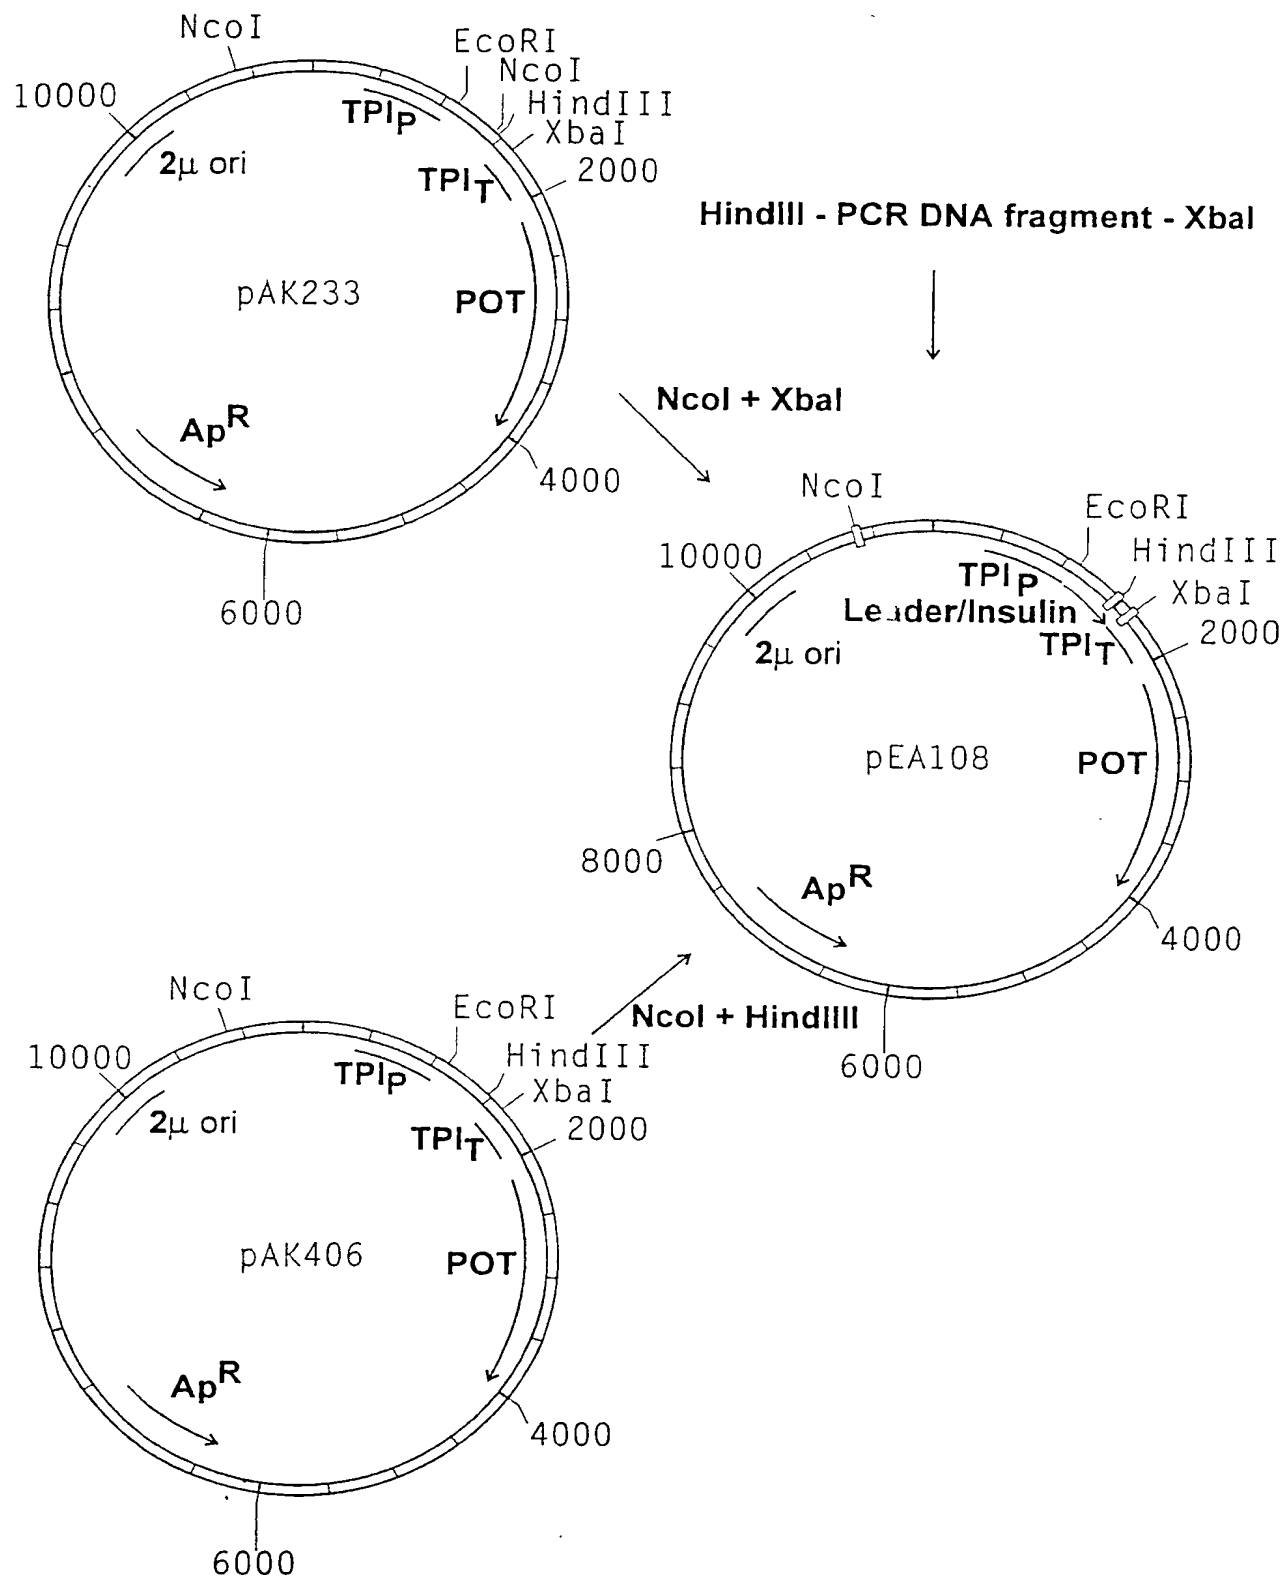 NcoI
EcoRI
NcoI
HindIII
XbaI
10000
TPIP
2μ ori
TPIT
2000
pAK233
POT
ApR
4000
6000
HindIII - PCR DNA fragment - XbaI
NcoI + XbaI
NcoI
EcoRI
HindIII
XbaI
10000
TPIP
Leader/Insulin
2000
2μ ori
TPIT
pEA108
POT
8000
ApR
4000
6000
NcoI + HindIIII
NcoI
EcoRI
HindIII
XbaI
10000
TPIP
2μ ori
2000
TPIT
pAK406
POT
ApR
4000
6000